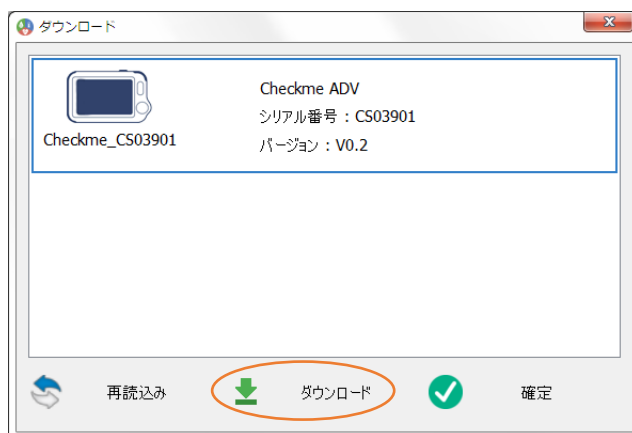 ダウンロード
Checkme ADV
シリアル番号：CS03901
Checkme_CS03901
バージョン：V0.2
再読込み
ダウンロード
確定